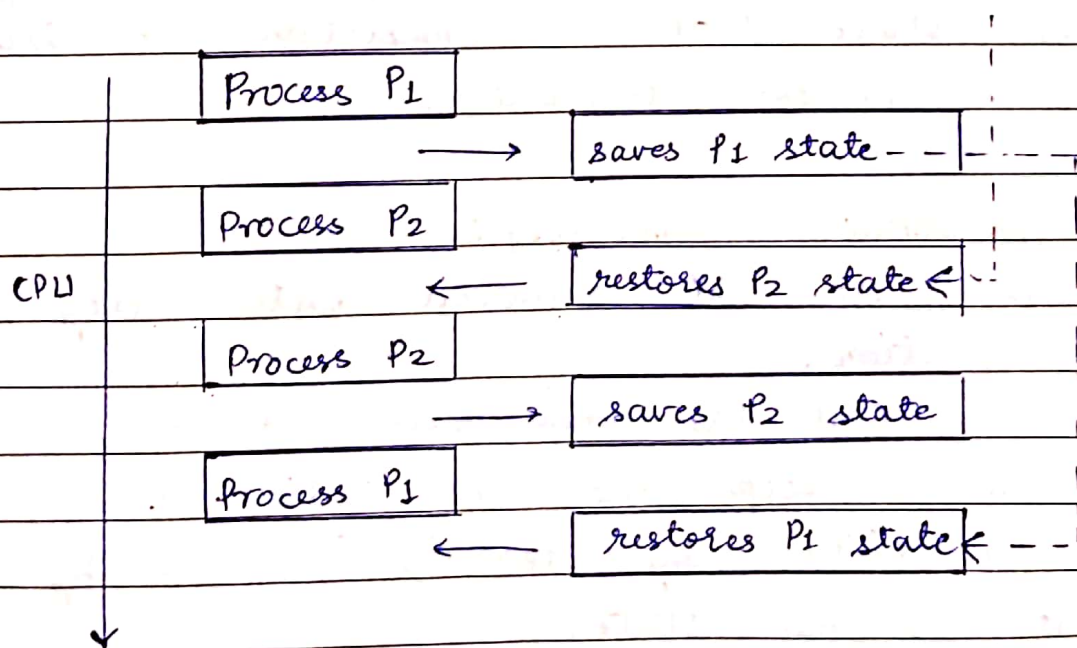 Process P1
saves P1 state
Process P2
CPU
restores P2 state
Process P2
saves P2 state
Process P1
restores P1 state